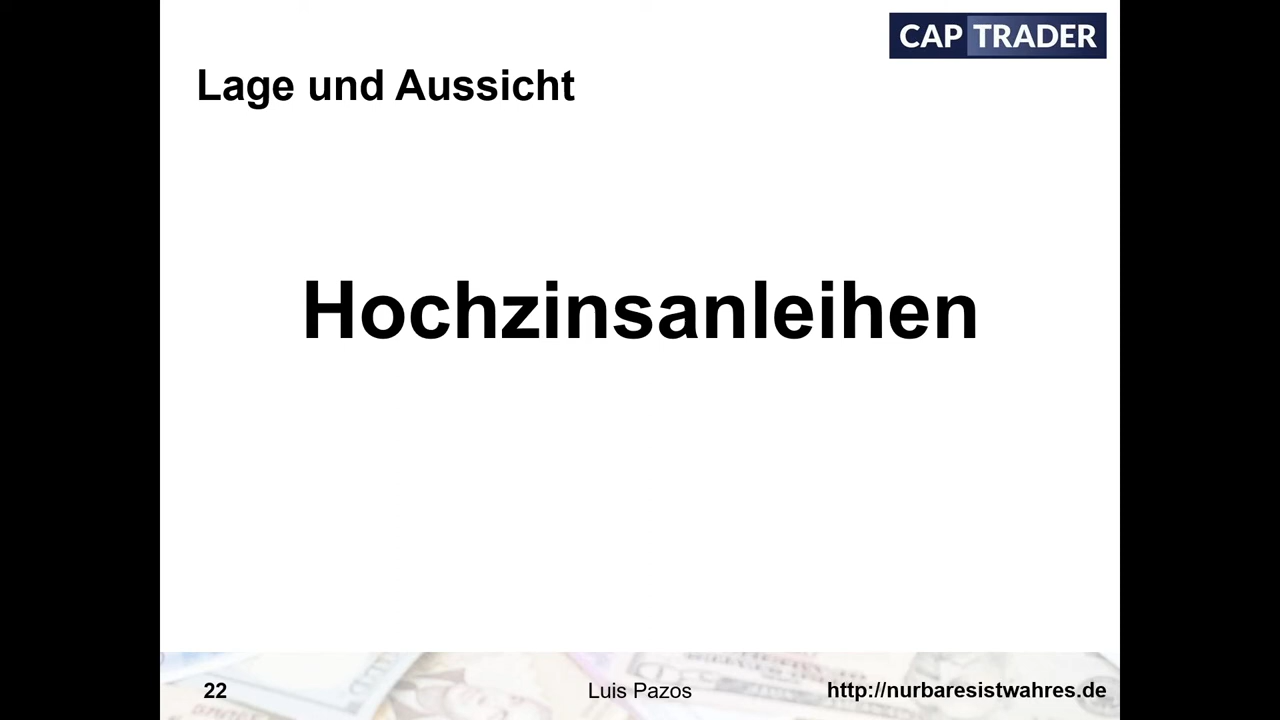 CAP TRADER
Lage und Aussicht
Hochzinsanleihen
22 Luis Pazos http://nurbaresistwahres.de